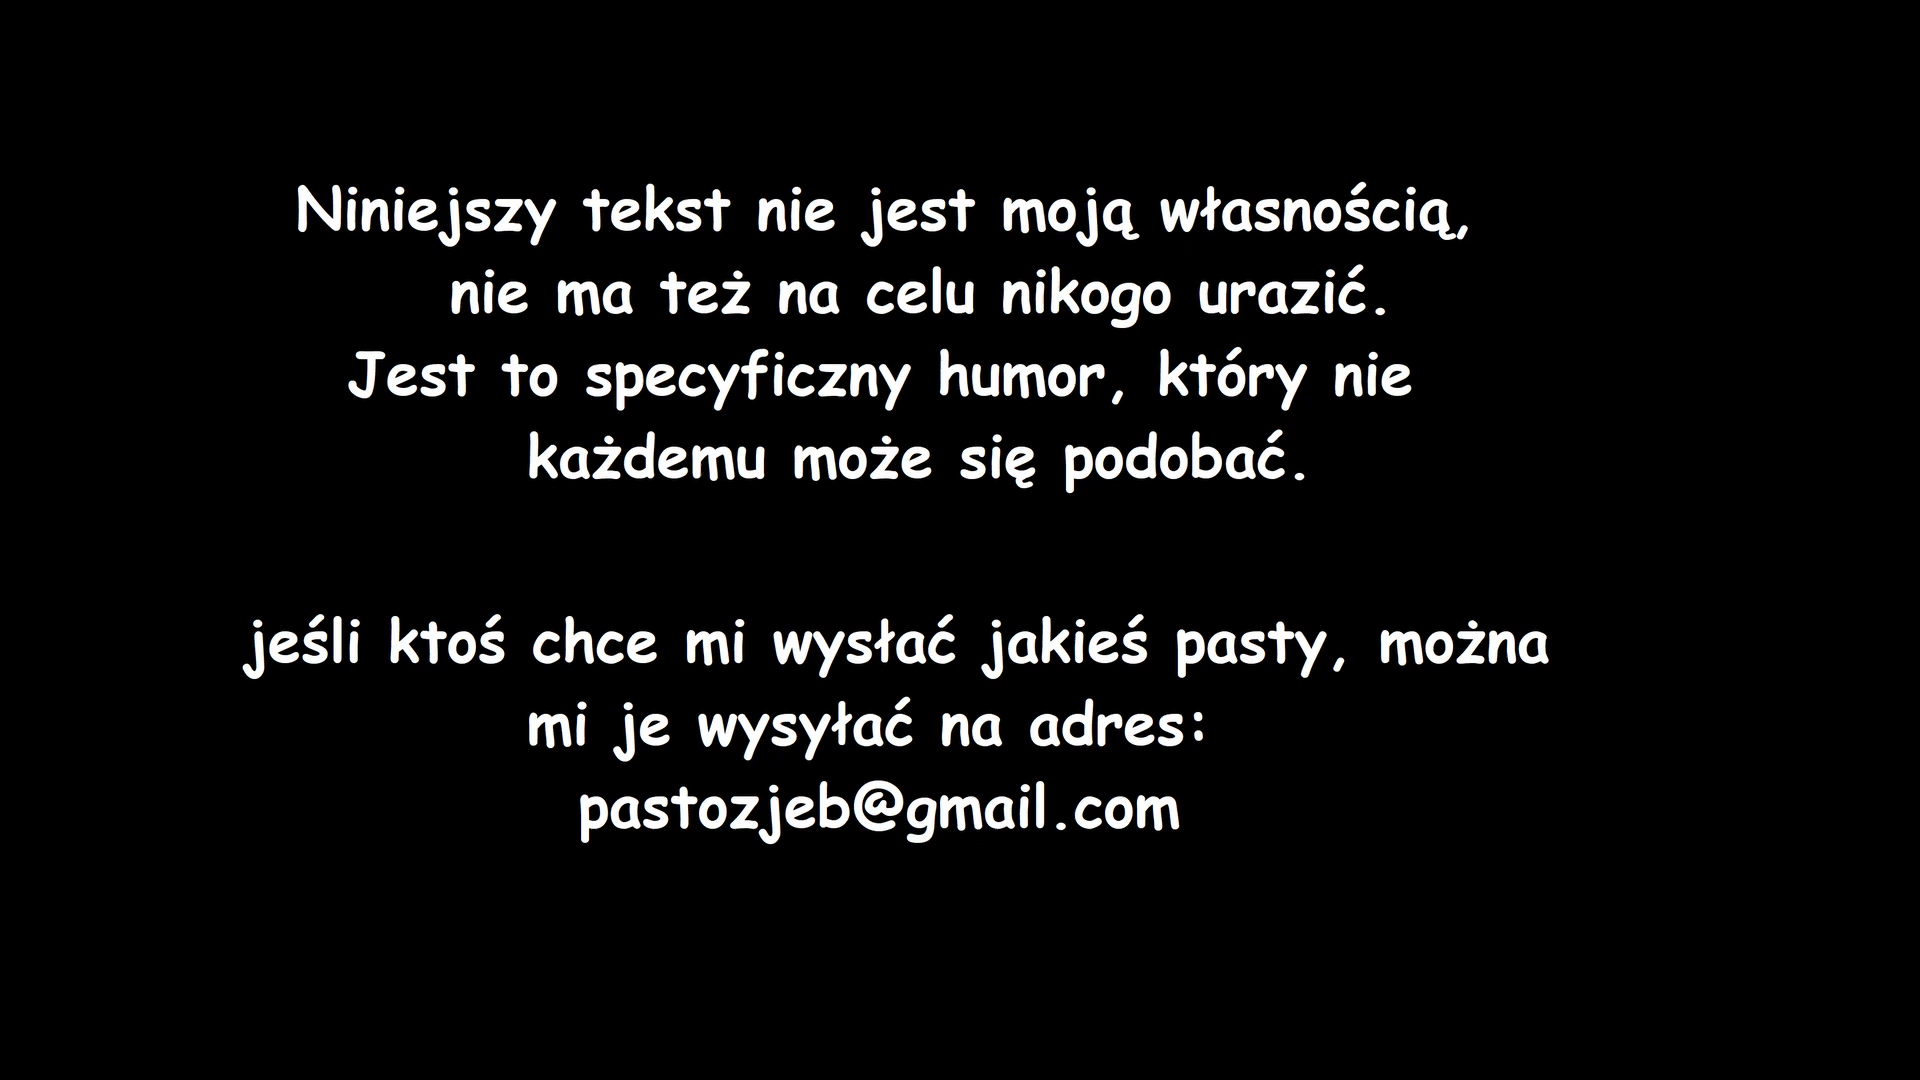 Niniejszy tekst nie jest moją własnością,
nie ma też na celu nikogo urazić.
Jest to specyficzny humor, który nie
każdemu może się podobać.
jeśli ktoś chce mi wysłać jakieś pasty, można
mi je wysyłać na adres:
pastozjeb@gmail.com